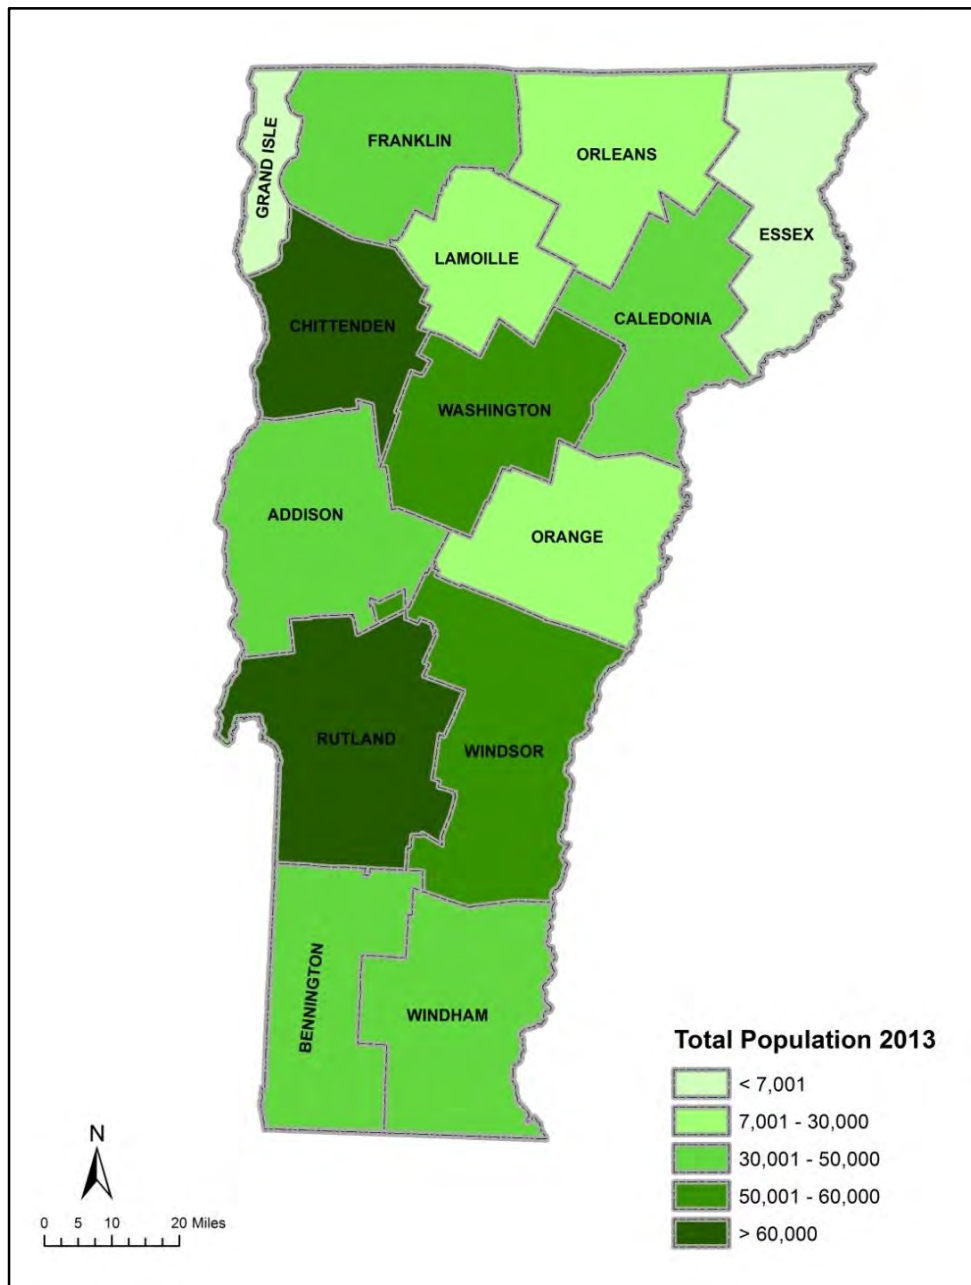 FRANKLIN
ORLEANS
GRAND ISLE
ESSEX
LAMOILLE
CALEDONIA
CHITTENDEN
WASHINGTON
ADDISON
ORANGE
RUTLAND
WINDSOR
BENNINGTON
WINDHAM
Total Population 2013
< 7,001
7,001 - 30,000
30,001 - 50,000
50,001 - 60,000
> 60,000
N
0 5 10 20 Miles